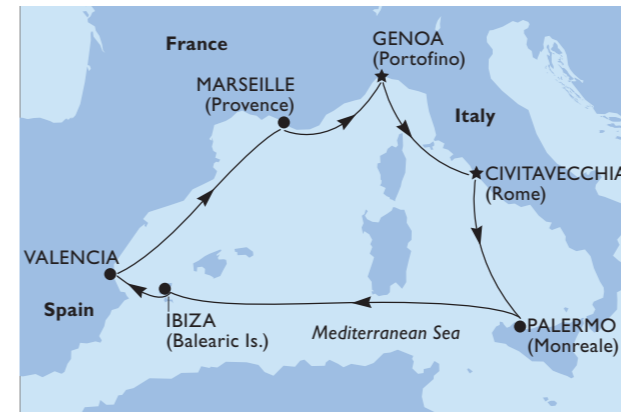 France
GENOA
(Portofino)
MARSEILLE
(Provence)
Italy
CIVITAVECCHIA
(Rome)
VALENCIA
Spain
IBIZA
(Balearic Is.)
Mediterranean Sea
PALERMO
(Monreale)